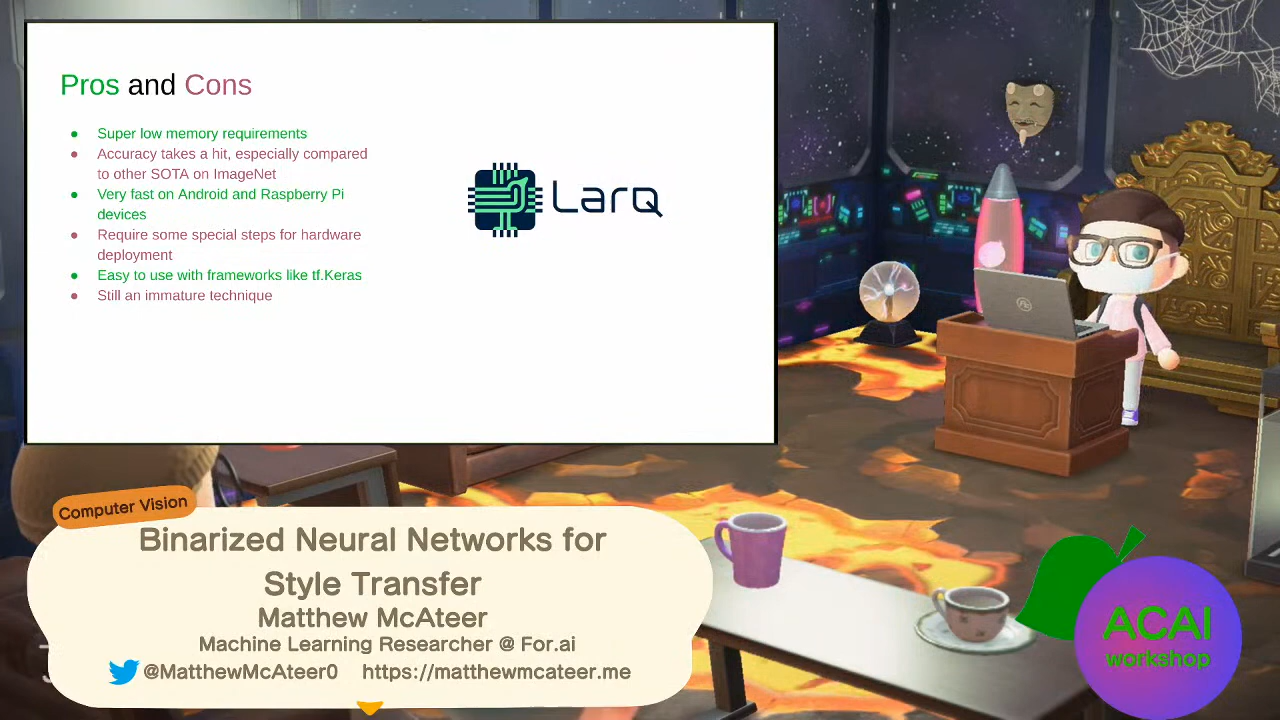 Pros and Cons
● Super low memory requirements
● Accuracy takes a hit, especially compared
to other SOTA on ImageNet
● Very fast on Android and Raspberry Pi
devices
● Require some special steps for hardware
deployment
● Easy to use with frameworks like tf.Keras
● Still an immature technique
Larq
Computer Vision
Binarized Neural Networks for
Style Transfer
Matthew McAteer
Machine Learning Researcher @ For.ai
@MatthewMcAteer0 https://matthewmcateer.me
ACAI
workshop